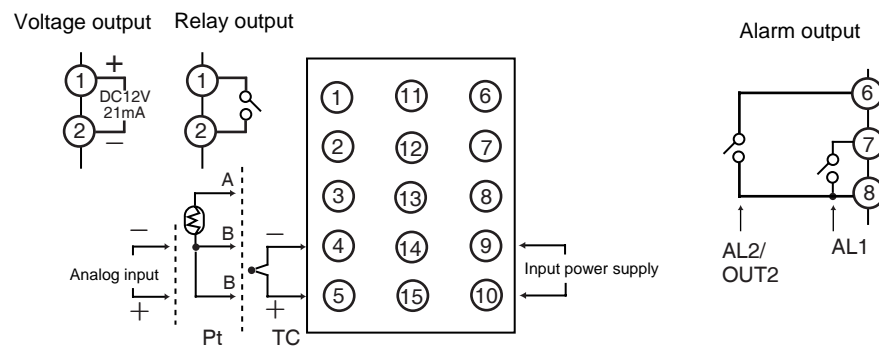 Voltage output
Relay output
Alarm output
1
+
DC12V
21mA
2
−
1
2
1
11
6
2
12
7
3
13
8
4
14
9
5
15
10
A
B
B
−
Analog input
+
−
+
Pt
TC
Input power supply
6
7
8
AL2/
OUT2
AL1